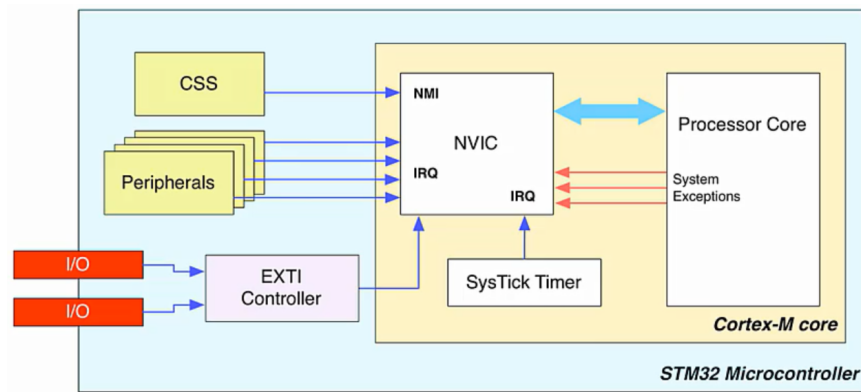 CSS
NMI
NVIC
Processor Core
Peripherals
IRQ
IRQ
System
Exceptions
I/O
I/O
EXTI
Controller
SysTick Timer
Cortex-M core
STM32 Microcontroller